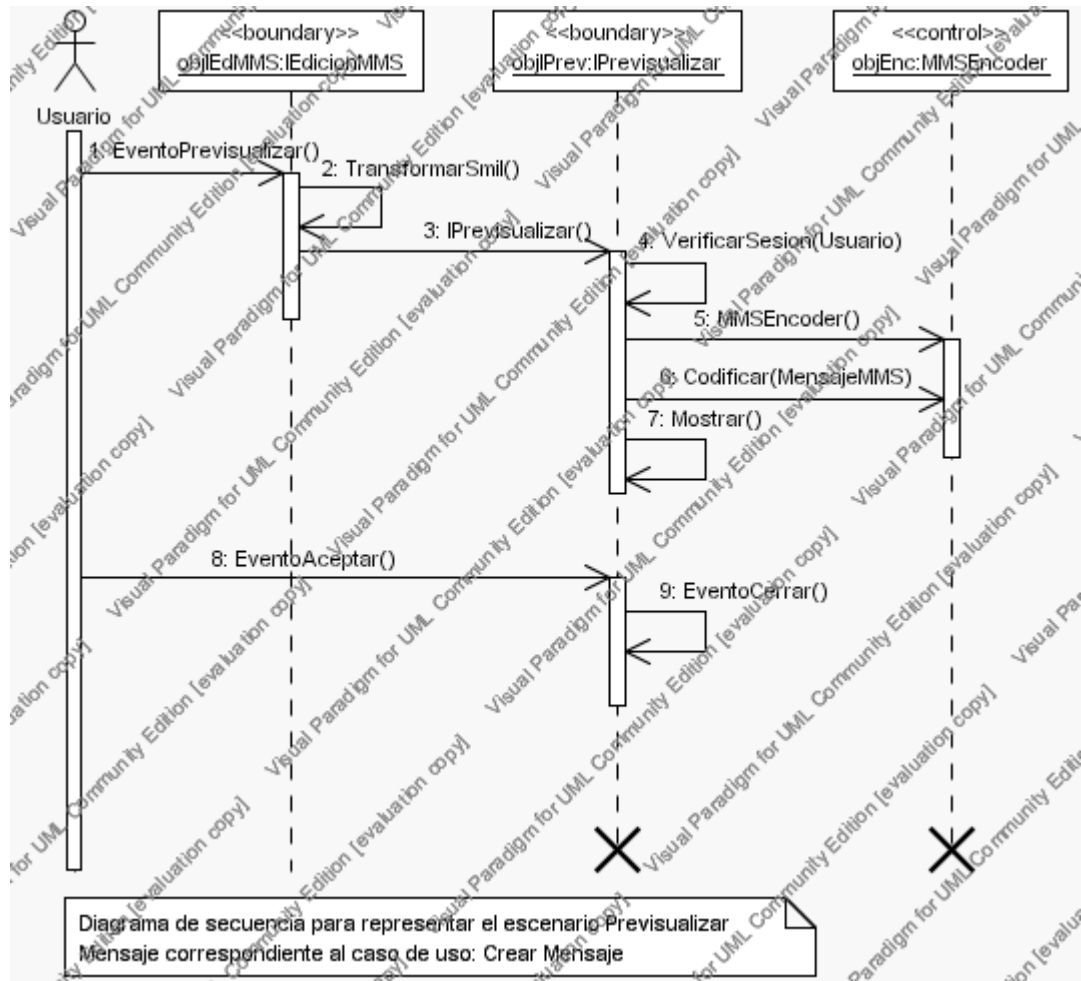 <<boundary>>
objIEdMMS:IEdicionMMS
<<boundary>>
objIPrev:IPrevisualizar
<<control>>
objEnc:MMSEncoder
Usuario
1: EventoPrevisualizar()
2: TransformarSmil()
3: IPrevisualizar()
4: VerificarSesion(Usuario)
5: MMSEncoder()
6: Codificar(MensajeMMS)
7: Mostrar()
8: EventoAceptar()
9: EventoCerrar()
Diagrama de secuencia para representar el escenario Previsualizar
Mensaje correspondiente al caso de uso: Crear Mensaje
Visual Paradigm for UML Community Edition [evaluation copy]